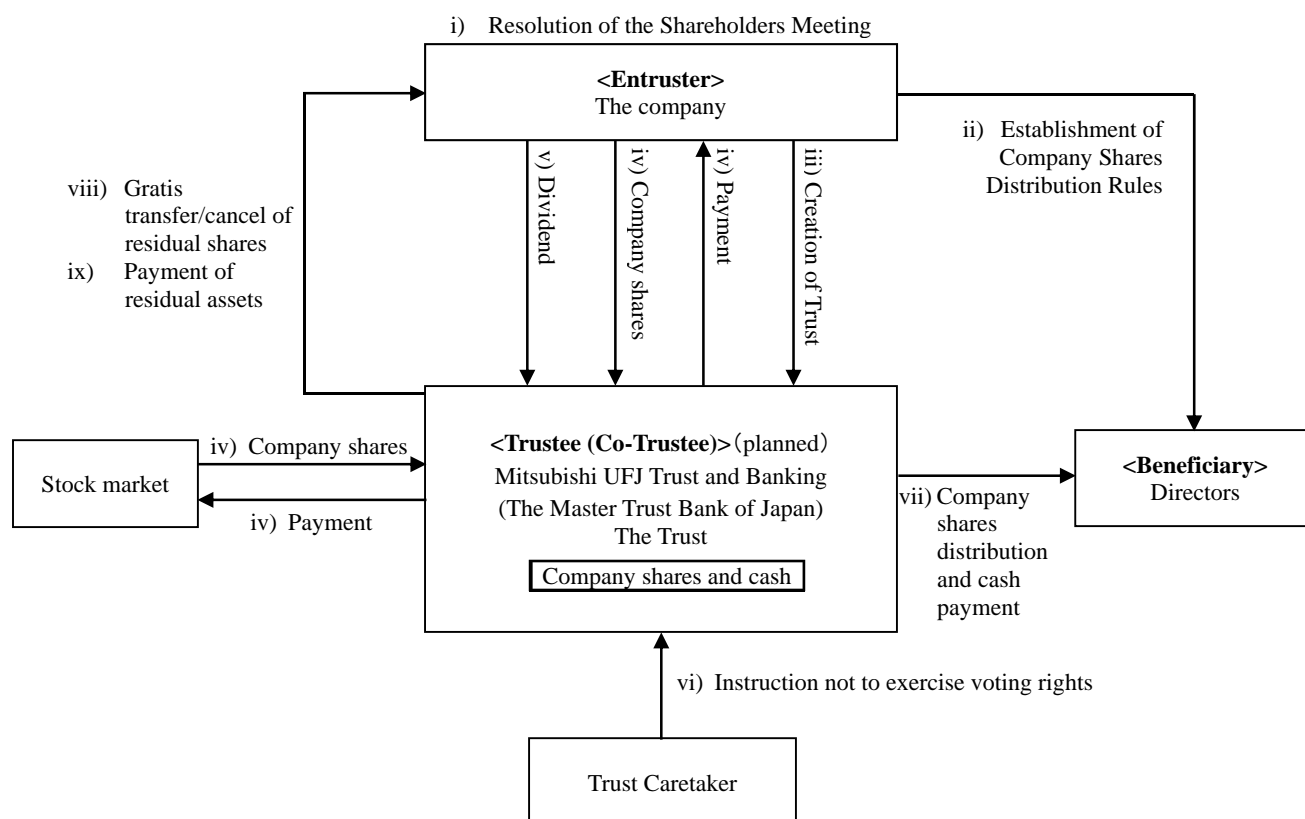 i) Resolution of the Shareholders Meeting
<Entruster>
The company
ii) Establishment of
Company Shares
Distribution Rules
viii) Gratis
transfer/cancel of
residual shares
ix) Payment of
residual assets
v) Dividend
iv) Company shares
iv) Payment
iii) Creation of Trust
<Trustee (Co-Trustee)>（planned）
Mitsubishi UFJ Trust and Banking
(The Master Trust Bank of Japan)
The Trust
Company shares and cash
Stock market
iv) Company shares
iv) Payment
vii) Company
shares
distribution
and cash
payment
<Beneficiary>
Directors
vi) Instruction not to exercise voting rights
Trust Caretaker